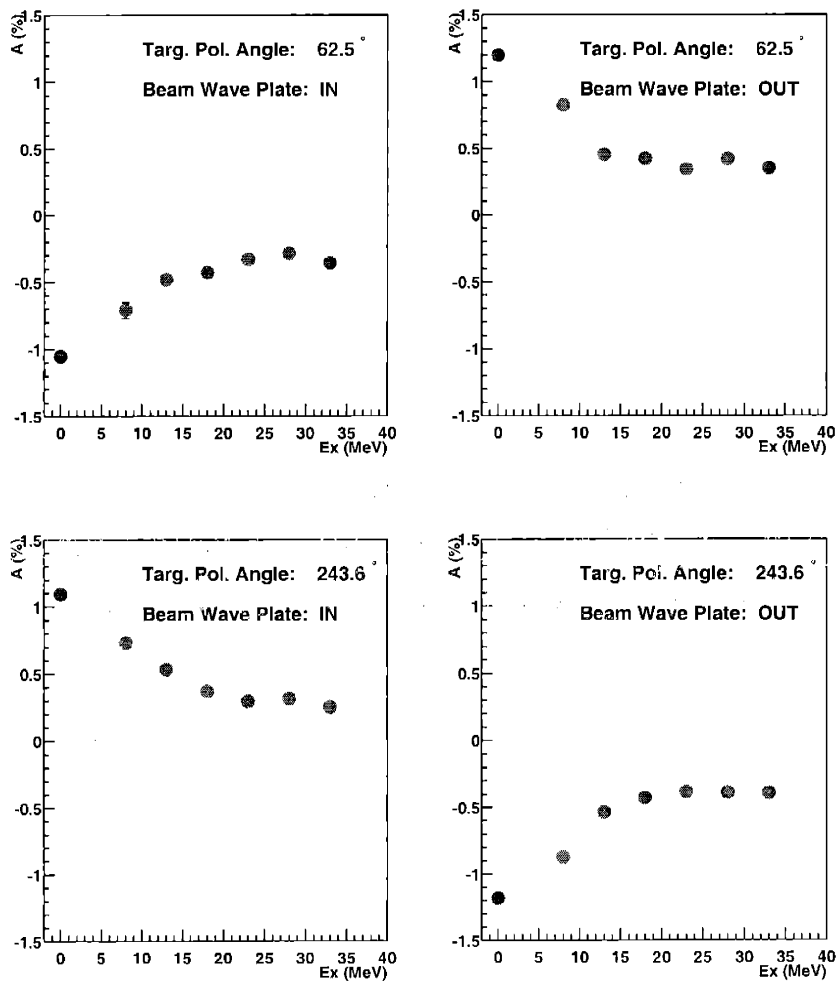 A (%)
1.5
Targ. Pol. Angle: 62.5 °
Beam Wave Plate: IN
1
0.5
0
-0.5
-1
-1.5
0 5 10 15 20 25 30 35 40
Ex (MeV)
A (%)
1.5
Targ. Pol. Angle: 62.5 °
Beam Wave Plate: OUT
1
0.5
0
-0.5
-1
-1.5
0 5 10 15 20 25 30 35 40
Ex (MeV)
A (%)
1.5
Targ. Pol. Angle: 243.6 °
Beam Wave Plate: IN
1
0.5
0
-0.5
-1
-1.5
0 5 10 15 20 25 30 35 40
Ex (MeV)
A (%)
1.5
Targ. Pol. Angle: 243.6 °
Beam Wave Plate: OUT
1
0.5
0
-0.5
-1
-1.5
0 5 10 15 20 25 30 35 40
Ex (MeV)